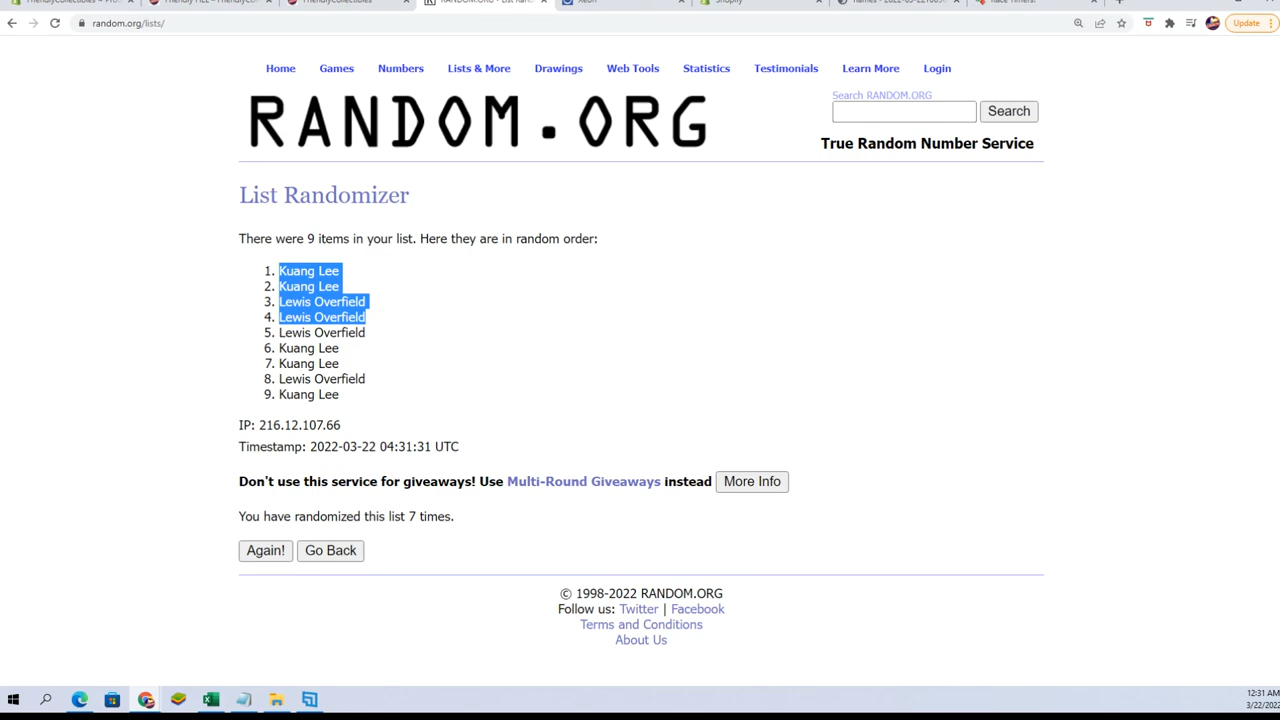 random.org/lists/
Update
Home Games Numbers Lists & More Drawings Web Tools Statistics Testimonials Learn More Login
RANDOM.ORG
Search RANDOM.ORG
Search
True Random Number Service
List Randomizer
There were 9 items in your list. Here they are in random order:
1. Kuang Lee
2. Kuang Lee
3. Lewis Overfield
4. Lewis Overfield
5. Lewis Overfield
6. Kuang Lee
7. Kuang Lee
8. Lewis Overfield
9. Kuang Lee
IP: 216.12.107.66
Timestamp: 2022-03-22 04:31:31 UTC
Don't use this service for giveaways! Use Multi-Round Giveaways instead More Info
You have randomized this list 7 times.
Again! Go Back
© 1998-2022 RANDOM.ORG
Follow us: Twitter | Facebook
Terms and Conditions
About Us
12:31 AM